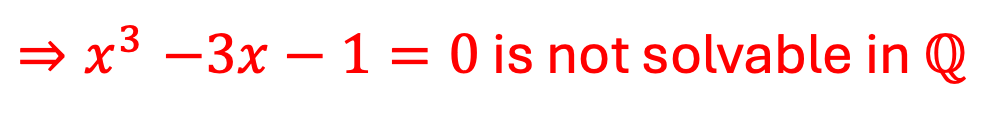 ⇒ 𝑥³ −3𝑥 − 1 = 0 is not solvable in ℚ